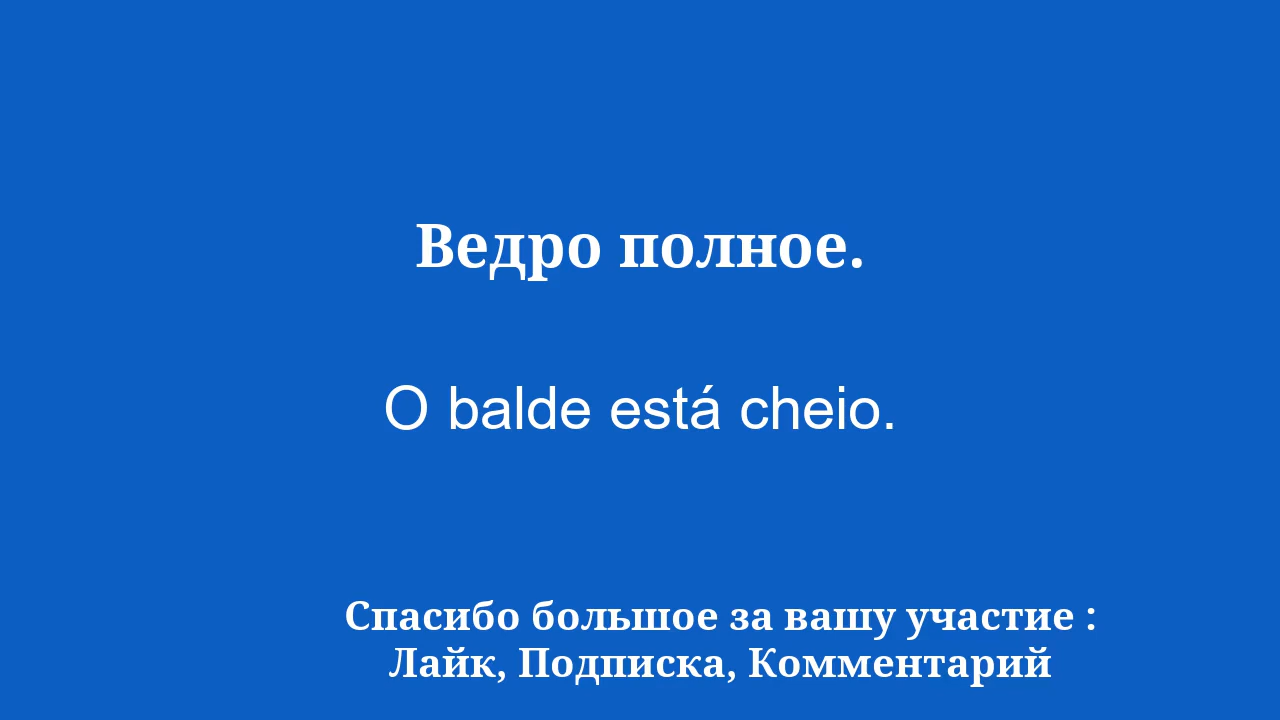 Ведро полное.
O balde está cheio.
Спасибо большое за вашу участие :
Лайк, Подписка, Комментарий